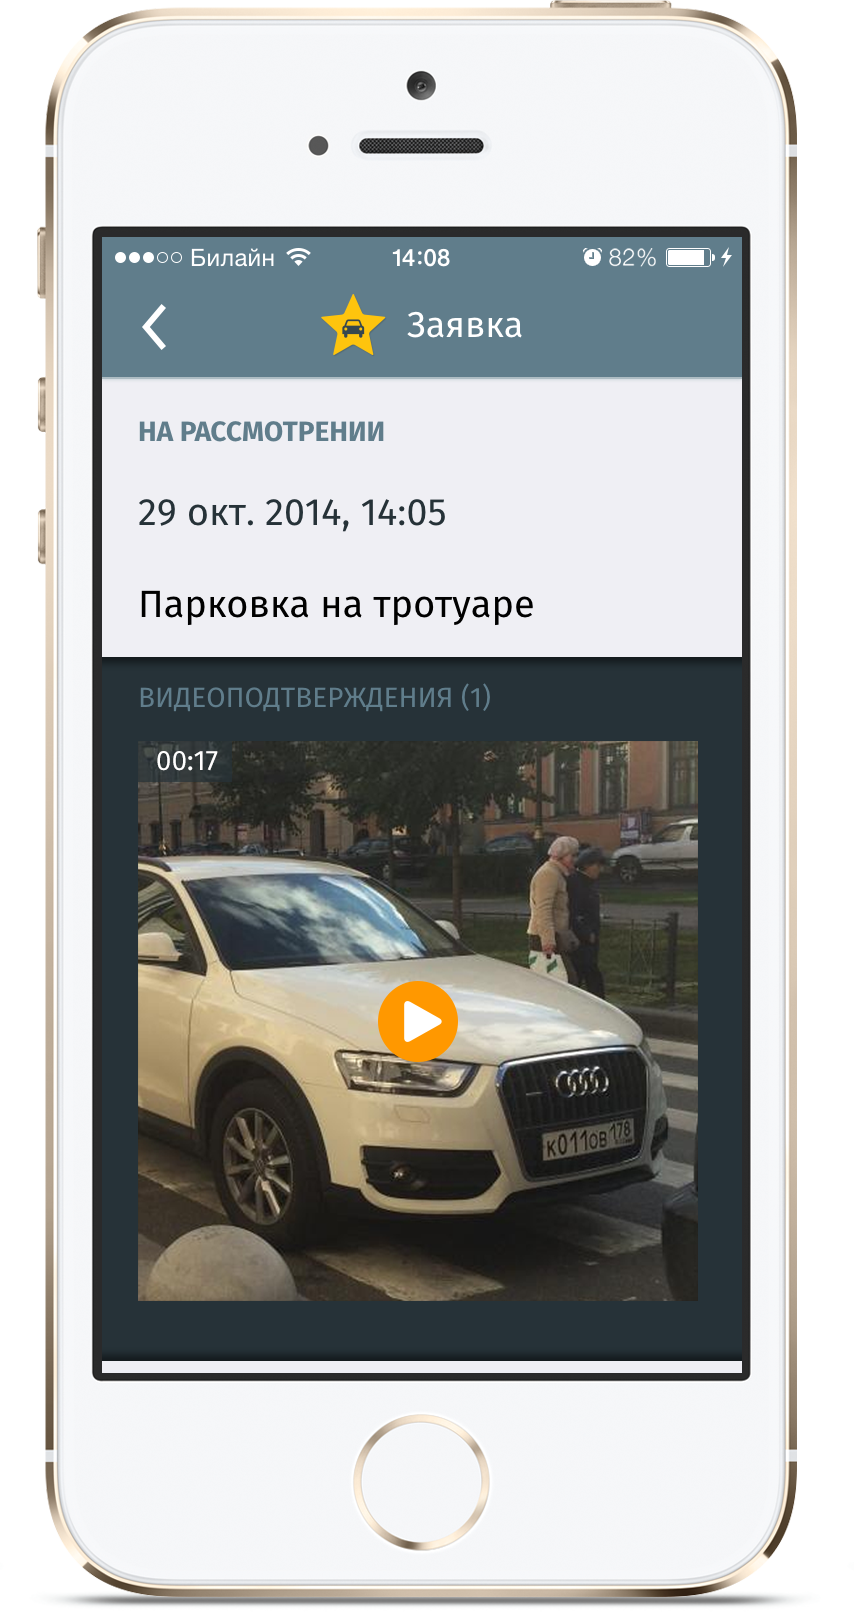 Билайн 14:08 82%
Заявка
НА РАССМОТРЕНИИ
29 окт. 2014, 14:05
Парковка на тротуаре
ВИДЕОПОДТВЕРЖДЕНИЯ (1)
00:17
К011ОВ 178